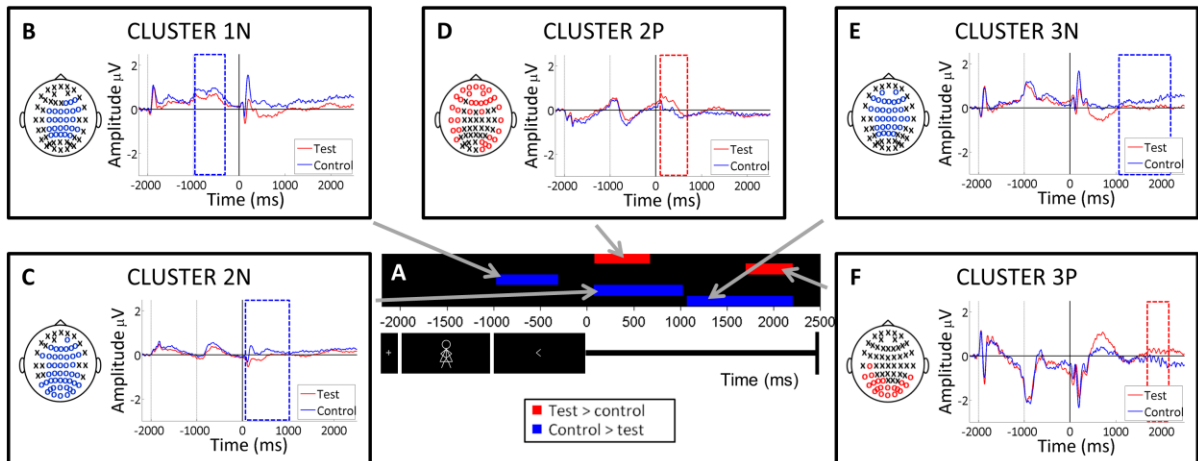 B CLUSTER 1N
2
0
-2
Amplitude μV
Test
Control
-2000 -1000 0 1000 2000
Time (ms)
D CLUSTER 2P
2
0
-2
Amplitude μV
Test
Control
-2000 -1000 0 1000 2000
Time (ms)
E CLUSTER 3N
2
0
-2
Amplitude μV
Test
Control
-2000 -1000 0 1000 2000
Time (ms)
C CLUSTER 2N
2
0
-2
Amplitude μV
Test
Control
-2000 -1000 0 1000 2000
Time (ms)
A
-2000 -1500 -1000 -500 0 500 1000 1500 2000 2500
+
<
Time (ms)
Test > control
Control > test
F CLUSTER 3P
2
0
-2
Amplitude μV
Test
Control
-2000 -1000 0 1000 2000
Time (ms)